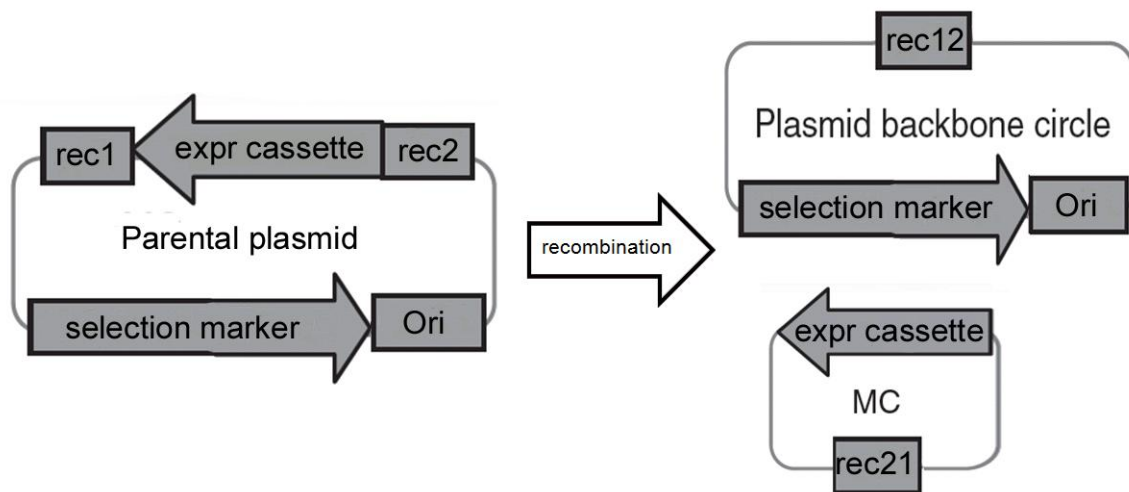 rec1
expr cassette
rec2
Parental plasmid
selection marker
Ori
recombination
rec12
Plasmid backbone circle
selection marker
Ori
expr cassette
MC
rec21